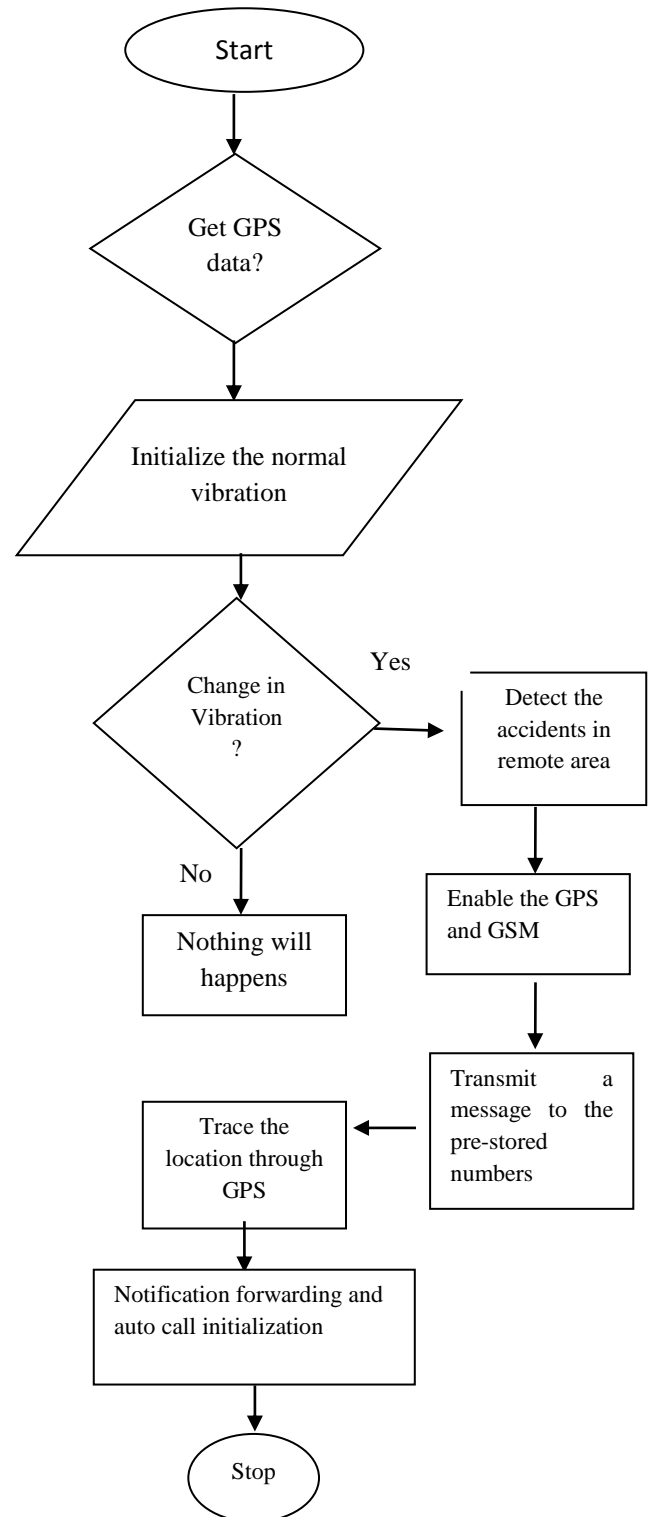 Start
Get GPS
data?
Initialize the normal
vibration
Change in
Vibration
?
Yes
Detect the
accidents in
remote area
No
Nothing will
happens
Enable the GPS
and GSM
Transmit a
message to the
pre-stored
numbers
Trace the
location through
GPS
Notification forwarding and
auto call initialization
Stop